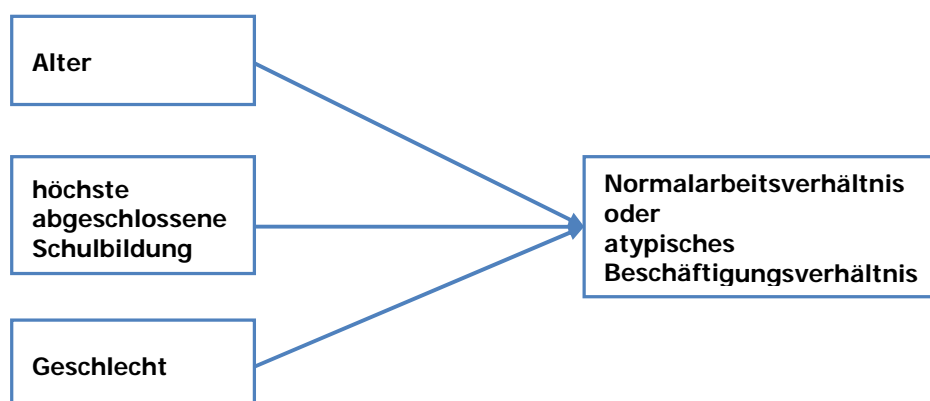 Alter
höchste
abgeschlossene
Schulbildung
Normalarbeitsverhältnis
oder
atypisches
Beschäftigungsverhältnis
Geschlecht